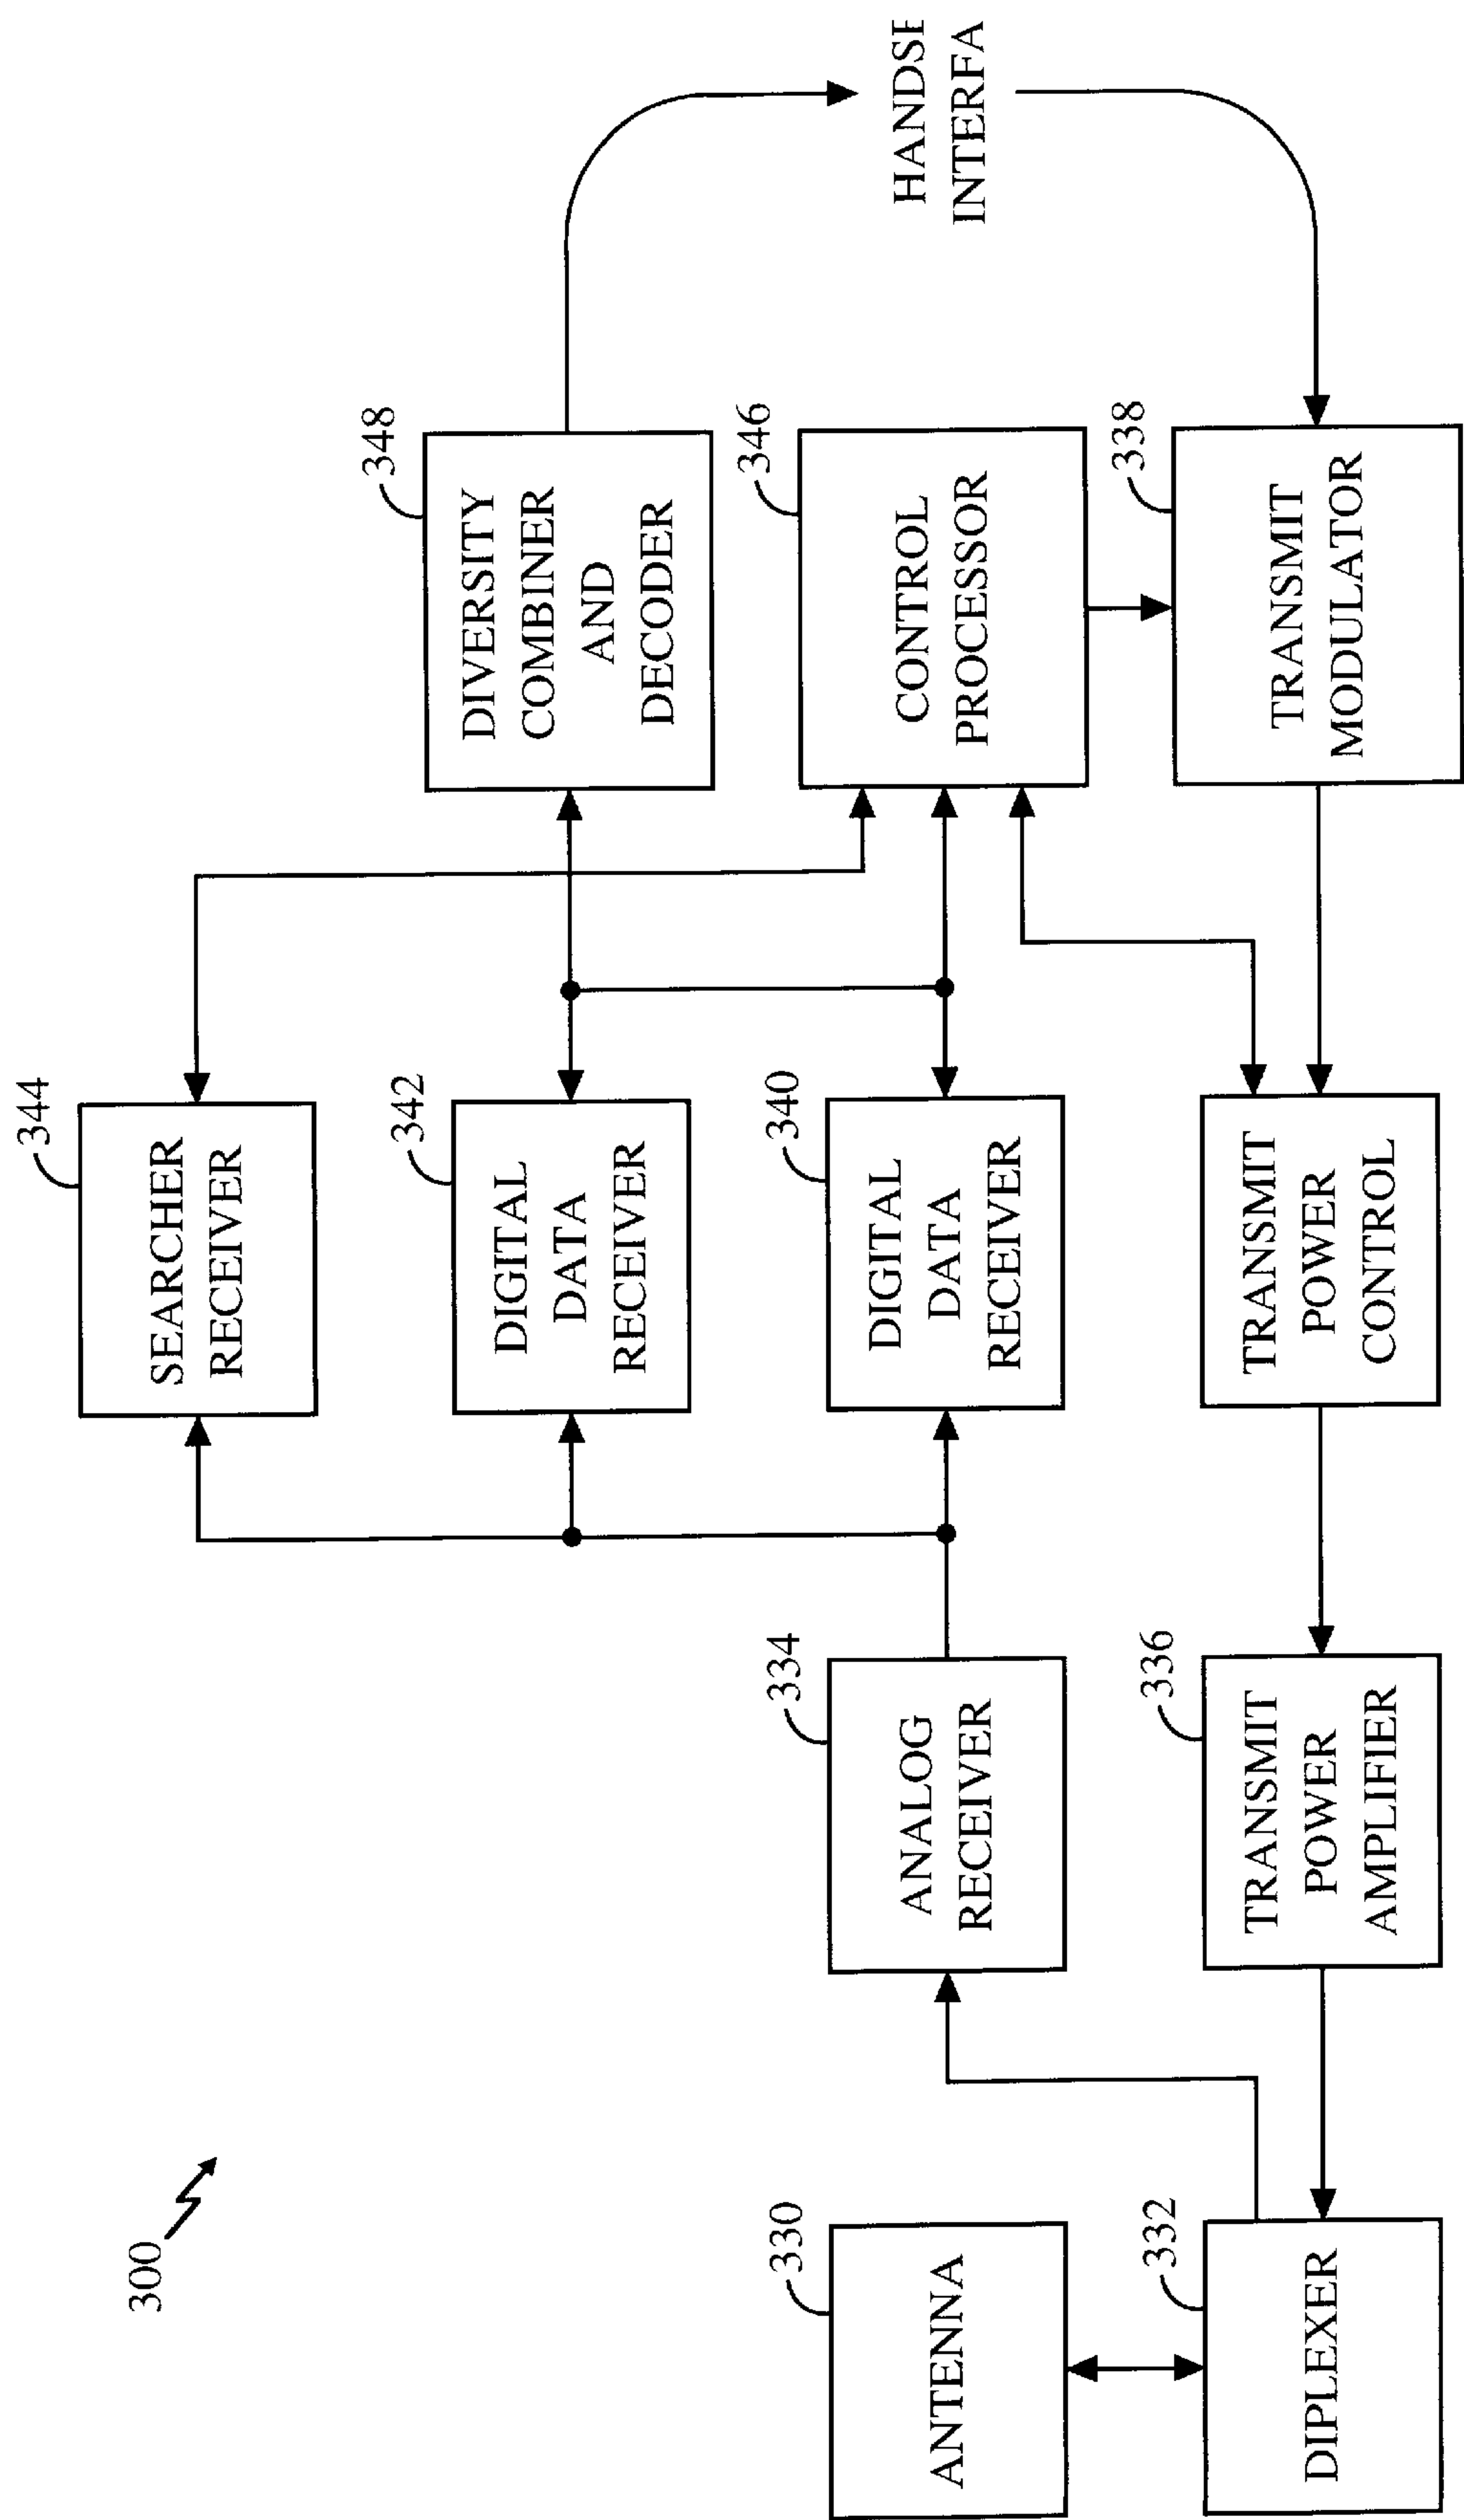 300
344
SEARCHER
RECEIVER
342
DIGITAL
DATA
RECEIVER
348
DIVERSITY
COMBINER
AND
DECODER
330
ANTENNA
334
ANALOG
RECEIVER
340
DIGITAL
DATA
RECEIVER
346
CONTROL
PROCESSOR
HANDSE
INTERFA
332
DIPLEXER
336
TRANSMIT
POWER
AMPLIFIER
TRANSMIT
POWER
CONTROL
338
TRANSMIT
MODULATOR